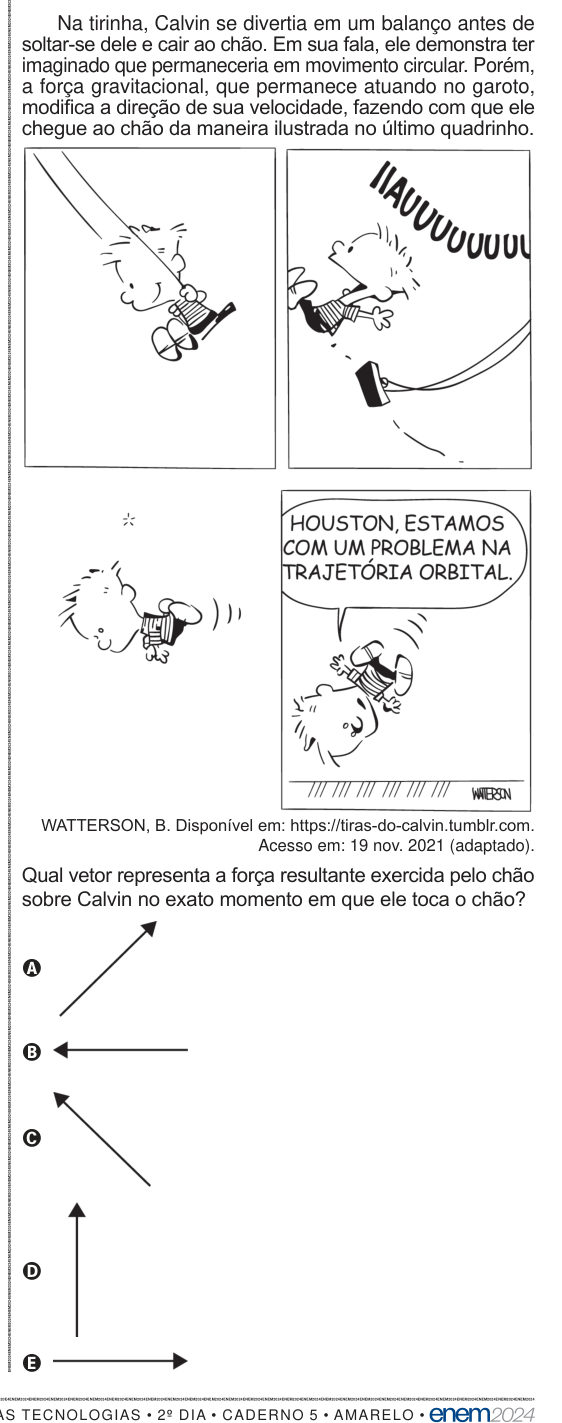 Na tirinha, Calvin se divertia em um balanço antes de
soltar-se dele e cair ao chão. Em sua fala, ele demonstra ter
imaginado que permaneceria em movimento circular. Porém,
a força gravitacional, que permanece atuando no garoto,
modifica a direção de sua velocidade, fazendo com que ele
chegue ao chão da maneira ilustrada no último quadrinho.
IIAUUUUUUUU
HOUSTON, ESTAMOS
COM UM PROBLEMA NA
TRAJETÓRIA ORBITAL.
WATTERSON
WATTERSON, B. Disponível em: https://tiras-do-calvin.tumblr.com.
Acesso em: 19 nov. 2021 (adaptado).
Qual vetor representa a força resultante exercida pelo chão
sobre Calvin no exato momento em que ele toca o chão?
A
B
C
D
E
AS TECNOLOGIAS • 2º DIA • CADERNO 5 • AMARELO • enem2024